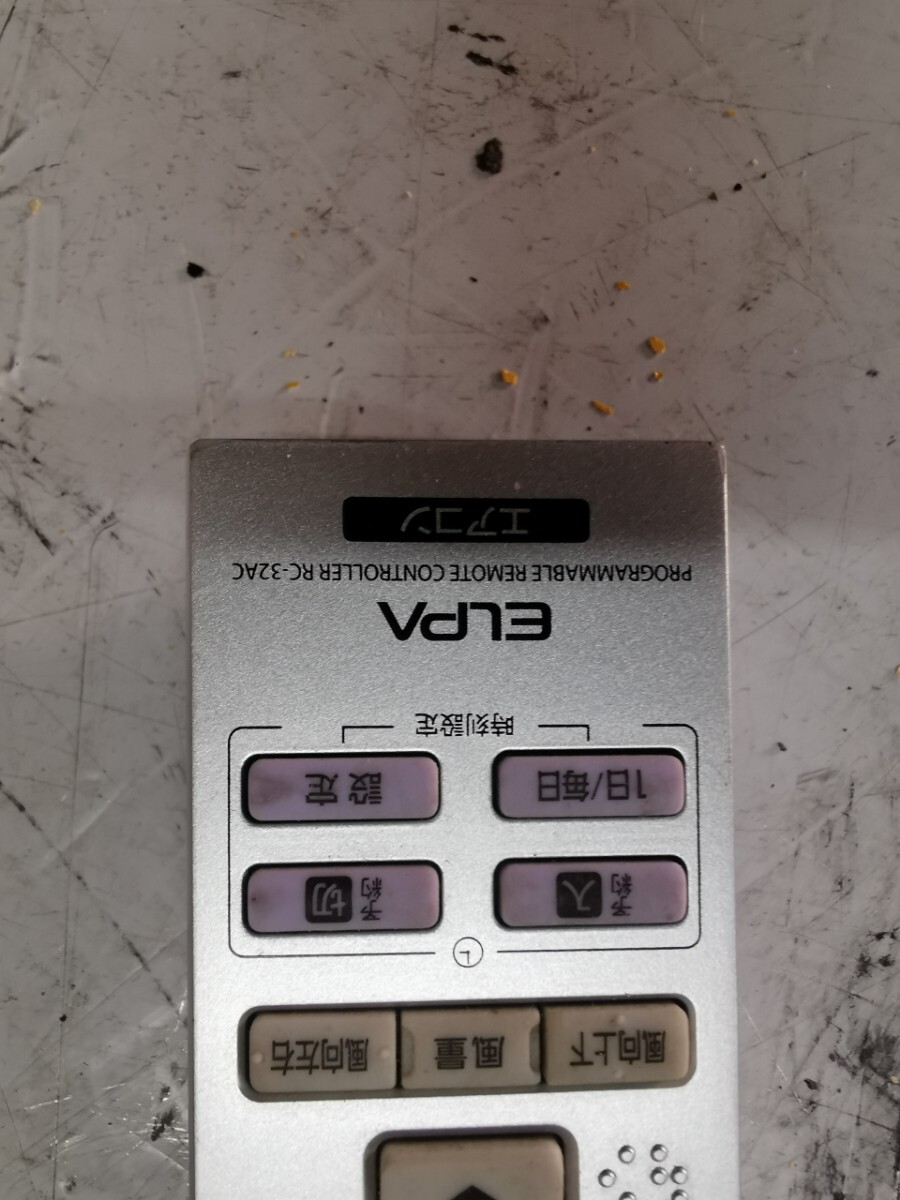 風向上下 風量 風向左右
予約 入 予約 切
1日/毎日 設定
時刻設定
ELPA
PROGRAMMABLE REMOTE CONTROLLER RC-32AC
エアコン